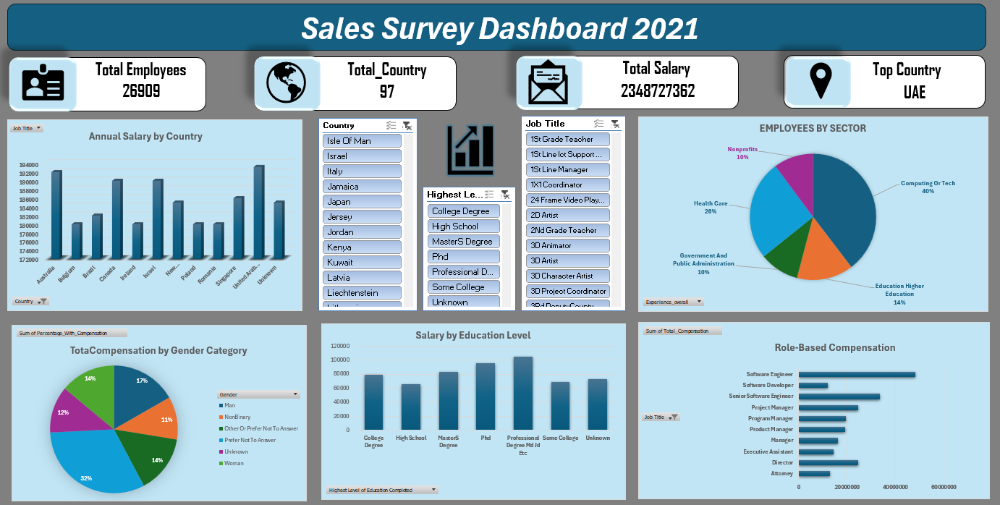 Sales Survey Dashboard 2021
Total Employees
26909
Total_Country
97
Total Salary
2348727362
Top Country
UAE
Job Title
Annual Salary by Country
194000
192000
190000
188000
186000
184000
182000
180000
178000
176000
174000
172000
Australia
Belgium
Brazil
Canada
Ireland
Israel
New...
Poland
Romania
Singapore
United Arab...
Unknown
Country
Country
Isle Of Man
Israel
Italy
Jamaica
Japan
Jersey
Jordan
Kenya
Kuwait
Latvia
Liechtenstein
Highest Le...
College Degree
High School
MasterS Degree
Phd
Professional D...
Some College
Unknown
Job Title
1St Grade Teacher
1St Line Ict Support ...
1St Line Manager
1X1 Coordinator
24 Frame Video Play...
2D Artist
2Nd Grade Teacher
3D Animator
3D Artist
3D Character Artist
3D Project Coordinator
3Rd DeputyCounty
EMPLOYEES BY SECTOR
Nonprofits
10%
Computing Or Tech
40%
Health Care
26%
Government And
Public Administration
10%
Education Higher
Education
14%
Experience_overall
Sum of Percentage_With_Compensation
TotaCompensation by Gender Category
14%
17%
12%
11%
14%
32%
Gender
Man
NonBinary
Other Or Prefer Not To Answer
Prefer Not To Answer
Unknown
Woman
Salary by Education Level
120000
100000
80000
60000
40000
20000
0
College
Degree
High School
MasterS
Degree
Phd
Professional
Degree Md Jd
Etc
Some College
Unknown
Highest Level of Education Completed
Sum of Total_Compensation
Role-Based Compensation
Software Engineer
Software Developer
Senior Software Engineer
Project Manager
Job Title
Program Manager
Product Manager
Manager
Executive Assistant
Director
Attorney
0
20000000
40000000
60000000